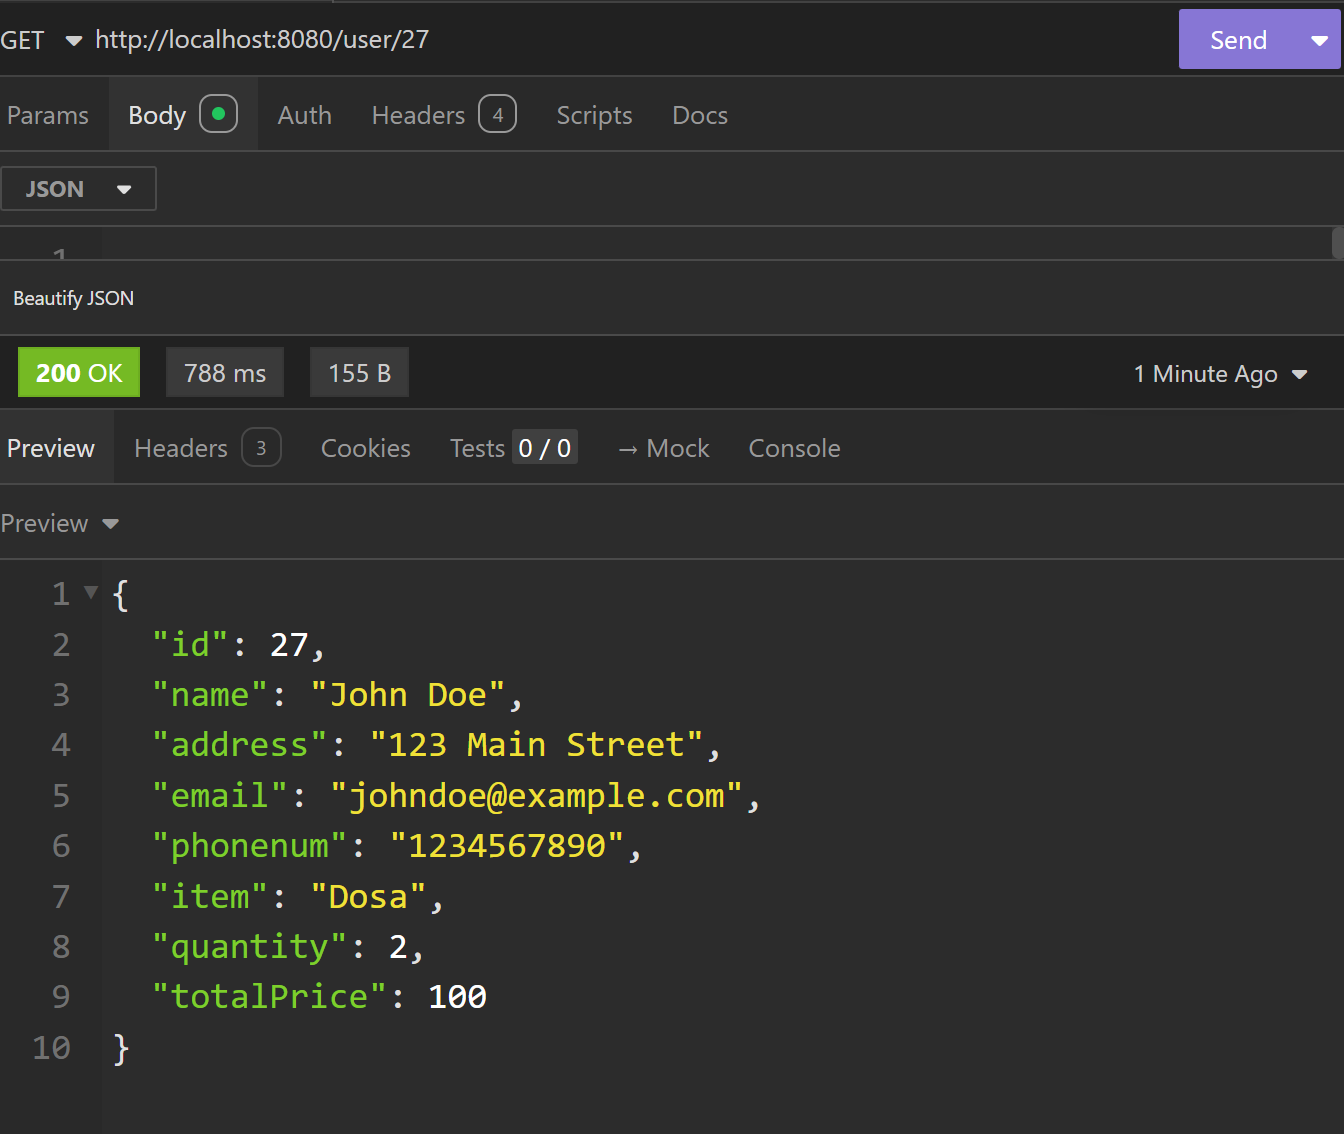 GET http://localhost:8080/user/27 Send
Params Body Auth Headers 4 Scripts Docs
JSON
1
Beautify JSON
200 OK 788 ms 155 B 1 Minute Ago
Preview Headers 3 Cookies Tests 0 / 0 → Mock Console
Preview
1 {
2 "id": 27,
3 "name": "John Doe",
4 "address": "123 Main Street",
5 "email": "johndoe@example.com",
6 "phonenum": "1234567890",
7 "item": "Dosa",
8 "quantity": 2,
9 "totalPrice": 100
10 }